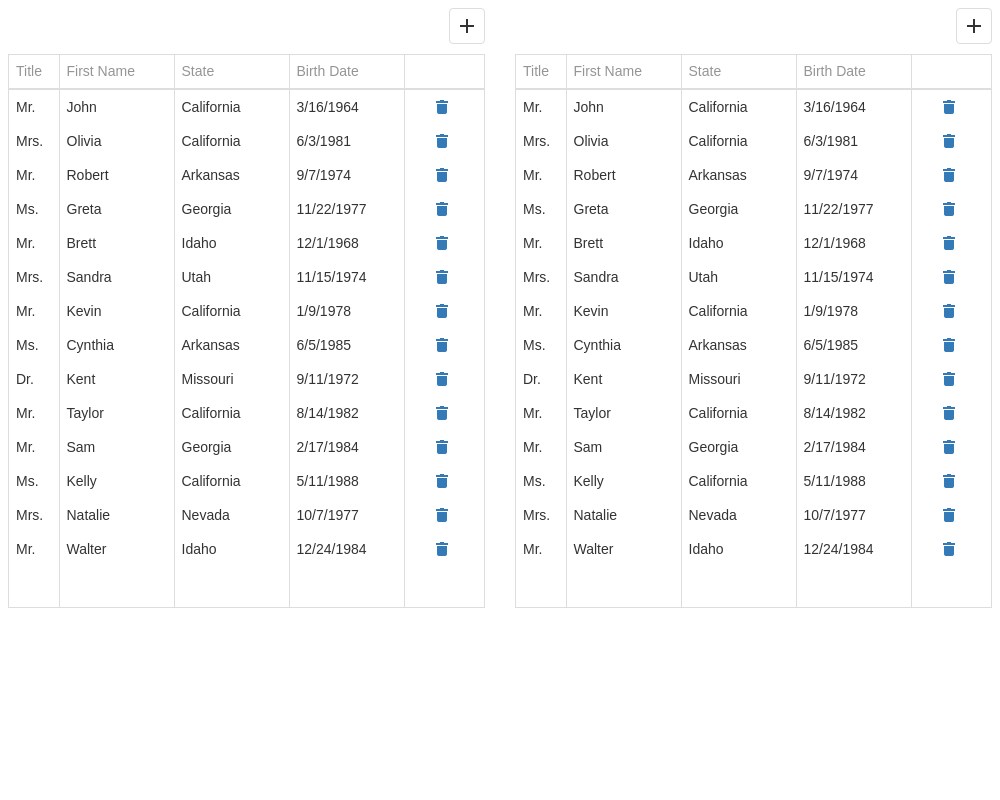 Title First Name State Birth Date
Mr. John California 3/16/1964
Mrs. Olivia California 6/3/1981
Mr. Robert Arkansas 9/7/1974
Ms. Greta Georgia 11/22/1977
Mr. Brett Idaho 12/1/1968
Mrs. Sandra Utah 11/15/1974
Mr. Kevin California 1/9/1978
Ms. Cynthia Arkansas 6/5/1985
Dr. Kent Missouri 9/11/1972
Mr. Taylor California 8/14/1982
Mr. Sam Georgia 2/17/1984
Ms. Kelly California 5/11/1988
Mrs. Natalie Nevada 10/7/1977
Mr. Walter Idaho 12/24/1984
Title First Name State Birth Date
Mr. John California 3/16/1964
Mrs. Olivia California 6/3/1981
Mr. Robert Arkansas 9/7/1974
Ms. Greta Georgia 11/22/1977
Mr. Brett Idaho 12/1/1968
Mrs. Sandra Utah 11/15/1974
Mr. Kevin California 1/9/1978
Ms. Cynthia Arkansas 6/5/1985
Dr. Kent Missouri 9/11/1972
Mr. Taylor California 8/14/1982
Mr. Sam Georgia 2/17/1984
Ms. Kelly California 5/11/1988
Mrs. Natalie Nevada 10/7/1977
Mr. Walter Idaho 12/24/1984